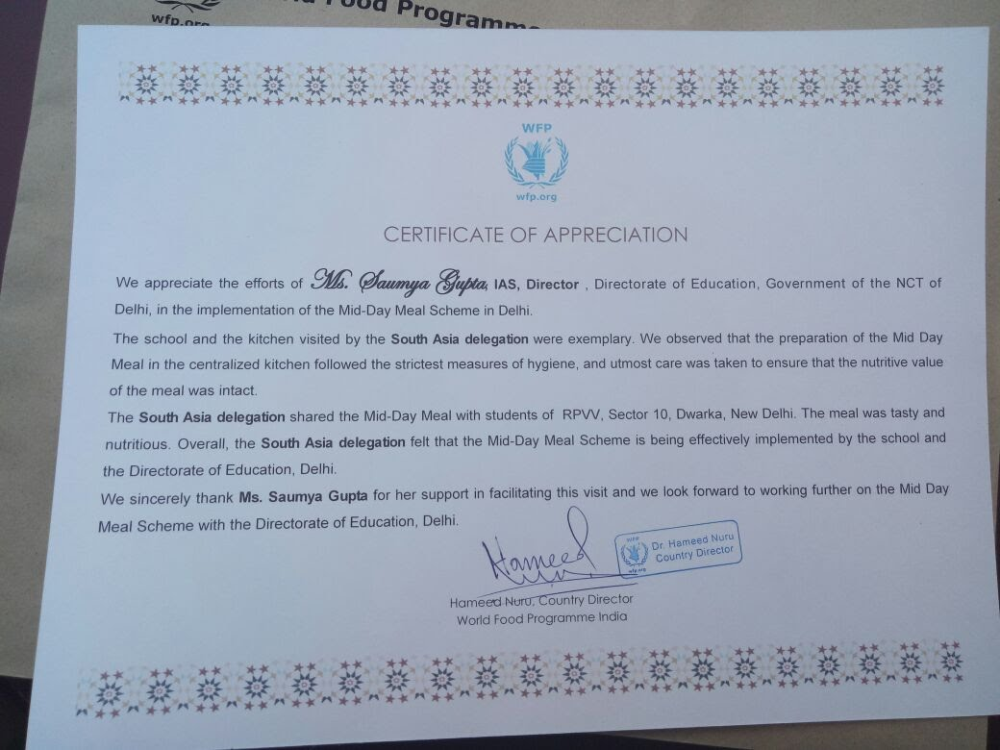 wfp.org
Food Programme
WFP
wfp.org
CERTIFICATE OF APPRECIATION
We appreciate the efforts of Ms. Saumya Gupta, IAS, Director , Directorate of Education, Government of the NCT of
Delhi, in the implementation of the Mid-Day Meal Scheme in Delhi.
The school and the kitchen visited by the South Asia delegation were exemplary. We observed that the preparation of the Mid Day
Meal in the centralized kitchen followed the strictest measures of hygiene, and utmost care was taken to ensure that the nutritive value
of the meal was intact.
The South Asia delegation shared the Mid-Day Meal with students of RPVV, Sector 10, Dwarka, New Delhi. The meal was tasty and
nutritious. Overall, the South Asia delegation felt that the Mid-Day Meal Scheme is being effectively implemented by the school and
the Directorate of Education, Delhi.
We sincerely thank Ms. Saumya Gupta for her support in facilitating this visit and we look forward to working further on the Mid Day
Meal Scheme with the Directorate of Education, Delhi.
Hameed
Nuru
WFP
wfp.org
Dr. Hameed Nuru
Country Director
Hameed Nuru, Country Director
World Food Programme India